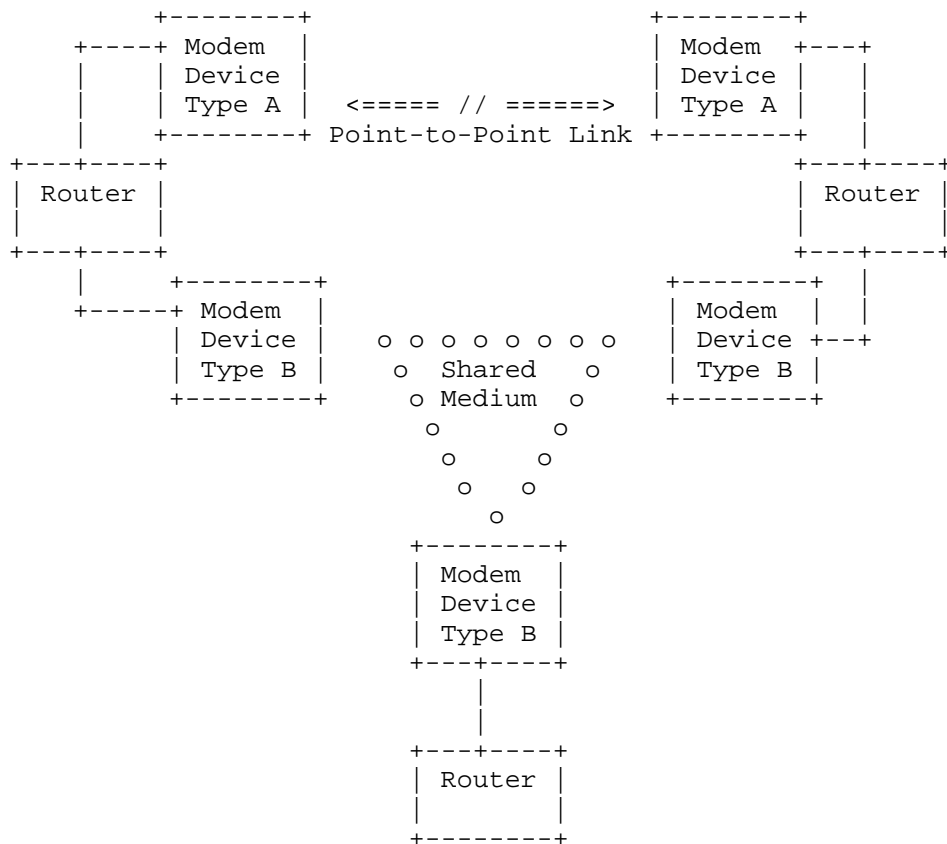 Modem Modem
Device Device
Type A <===== // ======> Type A
Point-to-Point Link
Router Router
Modem Modem
Device Device
Type B Shared Type B
Medium
Modem
Device
Type B
Router